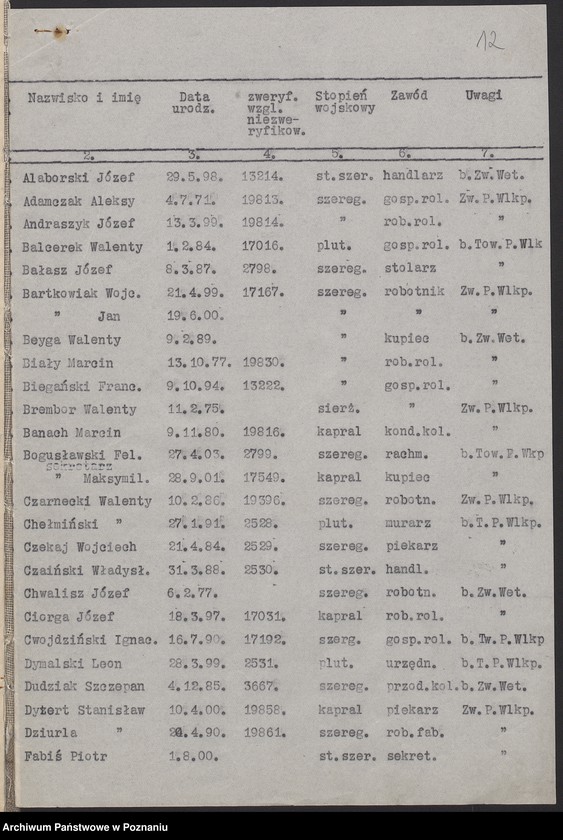 12
Nazwisko i imię Data urodz. zweryf. wzgl. niezwe-ryfikow. Stopień wojskowy Zawód Uwagi
2. 3. 4. 5. 6. 7.
Alaborski Józef 29.5.98. 13214. st.szer. handlarz b.Zw.Wet.
Adamczak Aleksy 4.7.71. 19813. szereg. gosp.rol. Zw.P.Wlkp.
Andraszyk Józef 13.3.99. 19814. " rob.rol. "
Balcerek Walenty 1.2.84. 17016. plut. gosp.rol. b.Tow.P.Wlk
Bałasz Józef 8.3.87. 2798. szereg. stolarz "
Bartkowiak Wojc. 21.4.99. 17167. szereg. robotnik Zw.P.Wlkp.
" Jan 19.6.00. " " "
Beyga Walenty 9.2.89. " kupiec b.Zw.Wet.
Biały Marcin 13.10.77. 19830. " rob.rol. "
Biegański Franc. 9.10.94. 13222. " gosp.rol. "
Brembor Walenty 11.2.75. sierż. " Zw.P.Wlkp.
Banach Marcin 9.11.80. 19816. kapral kond.kol. "
Bogusławski Fel. 27.4.03. 2799. szereg. rachm. b.Tow.P.Wkp
sekretarz
" Maksymil. 28.9.01. 17549. kapral kupiec "
Czarnecki Walenty 10.2.86. 19396. szereg. robotn. Zw.P.Wlkp.
Chełmiński " 27.1.91. 2528. plut. murarz b.T.P.Wlkp.
Czekaj Wojciech 21.4.84. 2529. szereg. piekarz "
Czaiński Władysł. 31.3.88. 2530. st.szer. handl. "
Chwalisz Józef 6.2.77. szereg. robotn. b.Zw.Wet.
Ciorga Józef 18.3.97. 17031. kapral rob.rol. "
Cwojdziński Ignac. 16.7.90. 17192. szerg. gosp.rol. b.Tw.P.Wlkp
Dymalski Leon 28.3.99. 2531. plut. urzędn. b.T.P.Wlkp.
Dudziak Szczepan 4.12.85. 3667. szereg. przod.kol. b.Zw.Wet.
Dytert Stanisław 10.4.00. 19858. kapral piekarz Zw.P.Wlkp.
Dziurla " .4.90. 19861. szereg. rob.fab. "
Fabiś Piotr 1.8.00. st.szer. sekret. "
Archiwum Państwowe w Poznaniu